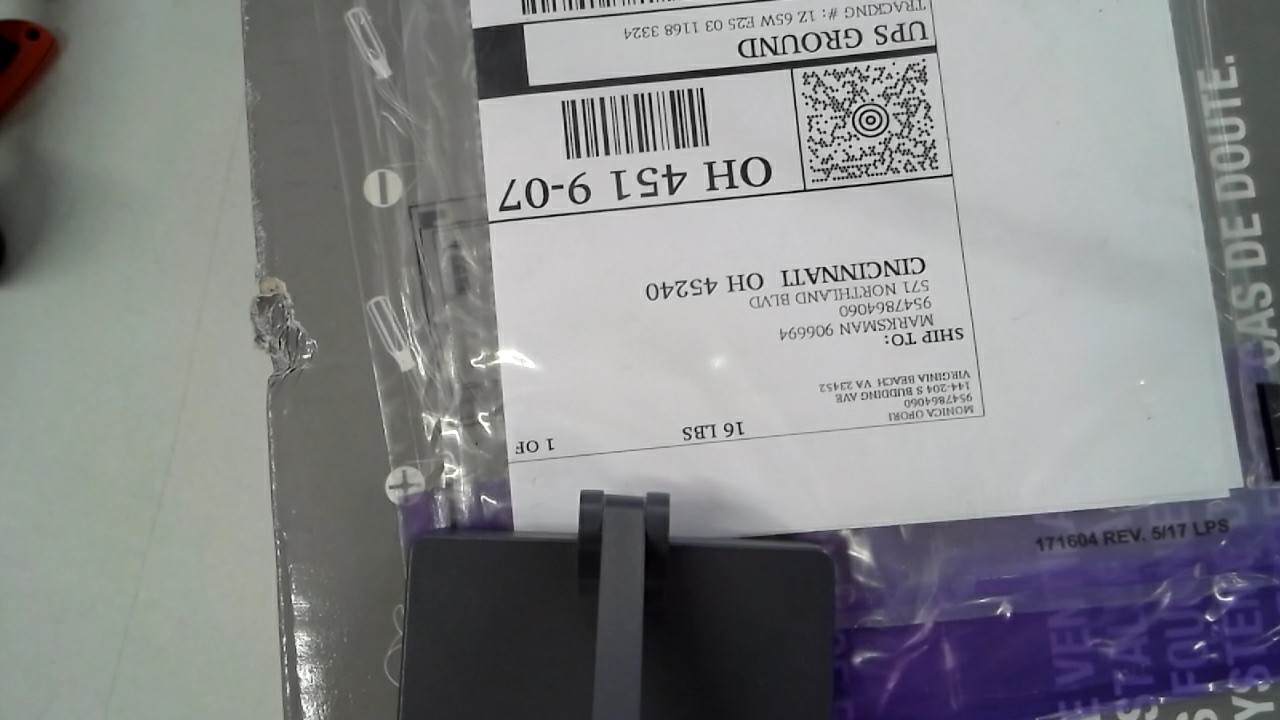 1 OF
16 LBS
MONICA OFORI
9547864060
144-204 S BUDDING AVE
VIRGINIA BEACH VA 23452
SHIP TO:
MARKSMAN 906694
9547864060
571 NORTHLAND BLVD
CINCINNATI OH 45240
OH 451 9-07
UPS GROUND
TRACKING #: 1Z 65W E25 03 1168 3324
171604 REV. 5/17 LPS
CAS DE DOUTE.